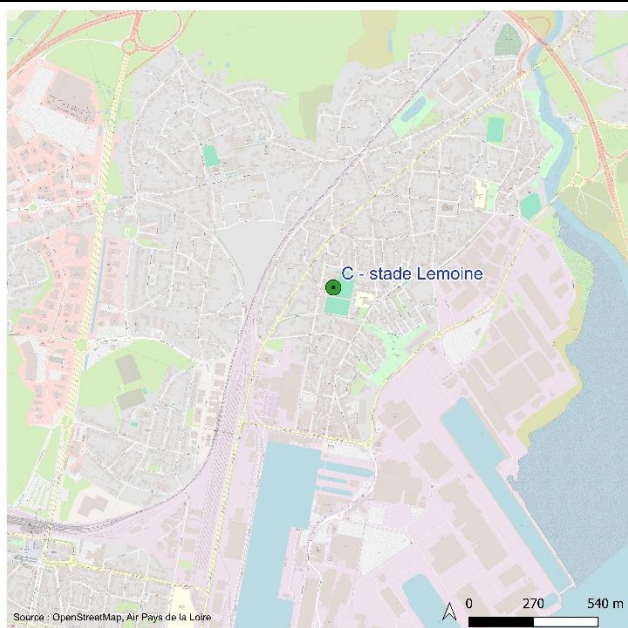 C - stade Lemoine
Source : OpenStreetMap, Air Pays de la Loire
0 270 540 m